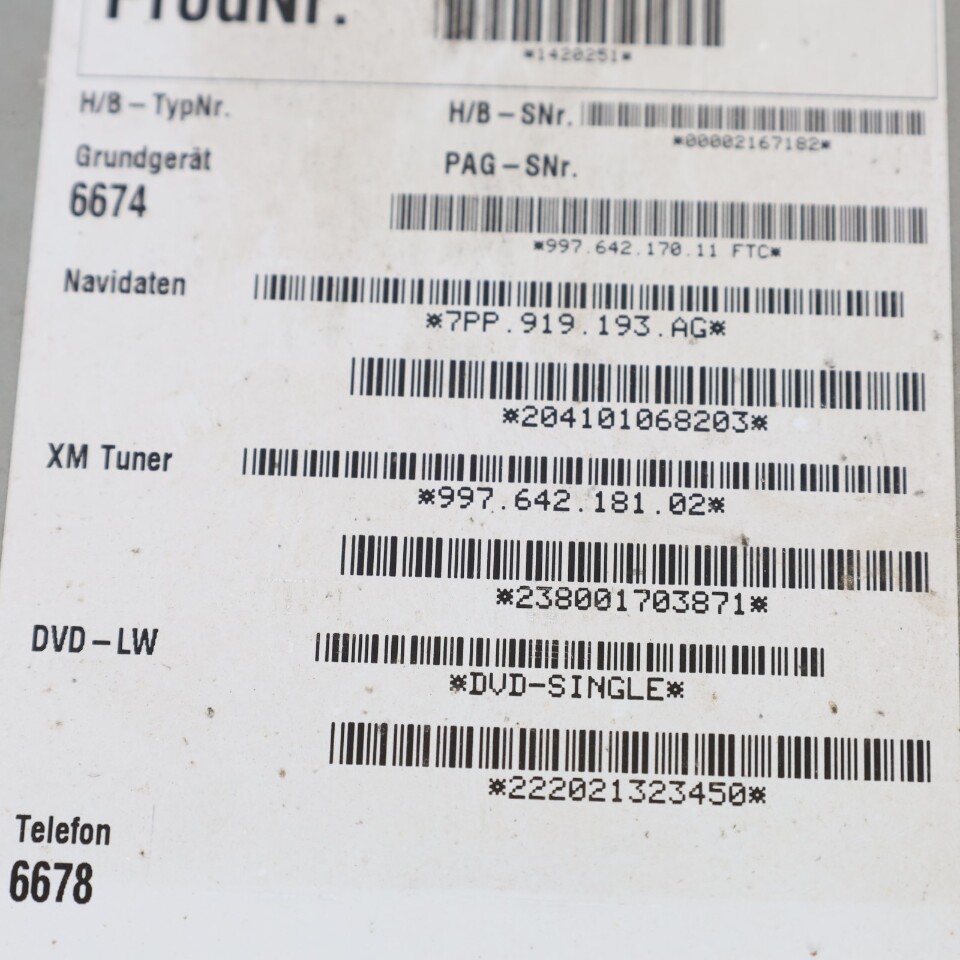 ProdNr.
*1420251*
H/B – TypNr.
H/B – SNr.
*00002167182*
Grundgerät
PAG – SNr.
6674
*997.642.170.11 FTC*
Navidaten
*7PP.919.193.AG*
*204101068203*
XM Tuner
*997.642.181.02*
*238001703871*
DVD – LW
*DVD-SINGLE*
*222021323450*
Telefon
6678